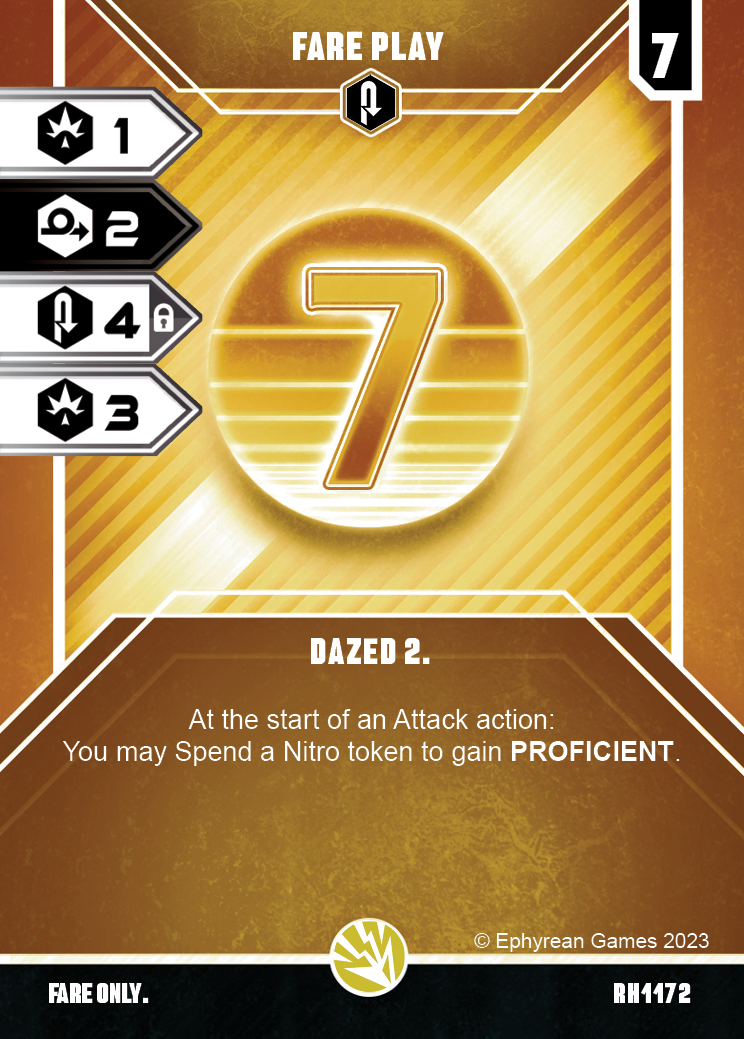 FARE PLAY
7
1
2
4
3
7
DAZED 2.
At the start of an Attack action:
You may Spend a Nitro token to gain PROFICIENT.
© Ephyrean Games 2023
FARE ONLY.
RH1172